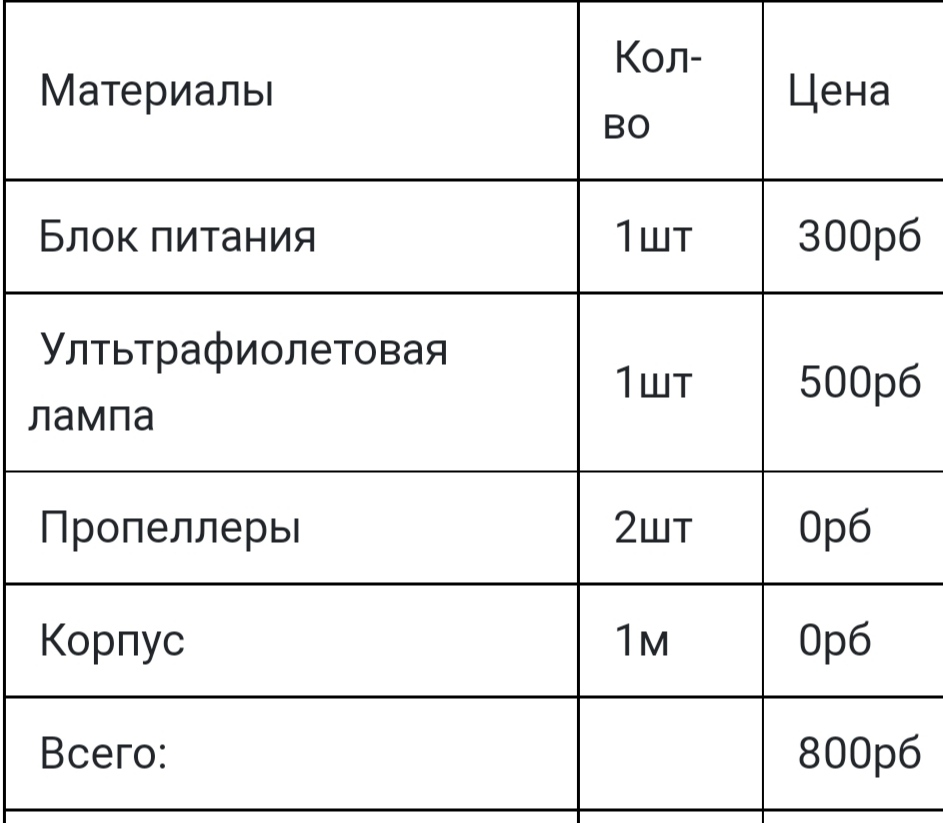 Материалы Кол-
во Цена
Блок питания 1шт 300рб
Ултьтрафиолетовая
лампа 1шт 500рб
Пропеллеры 2шт 0рб
Корпус 1м 0рб
Всего: 800рб